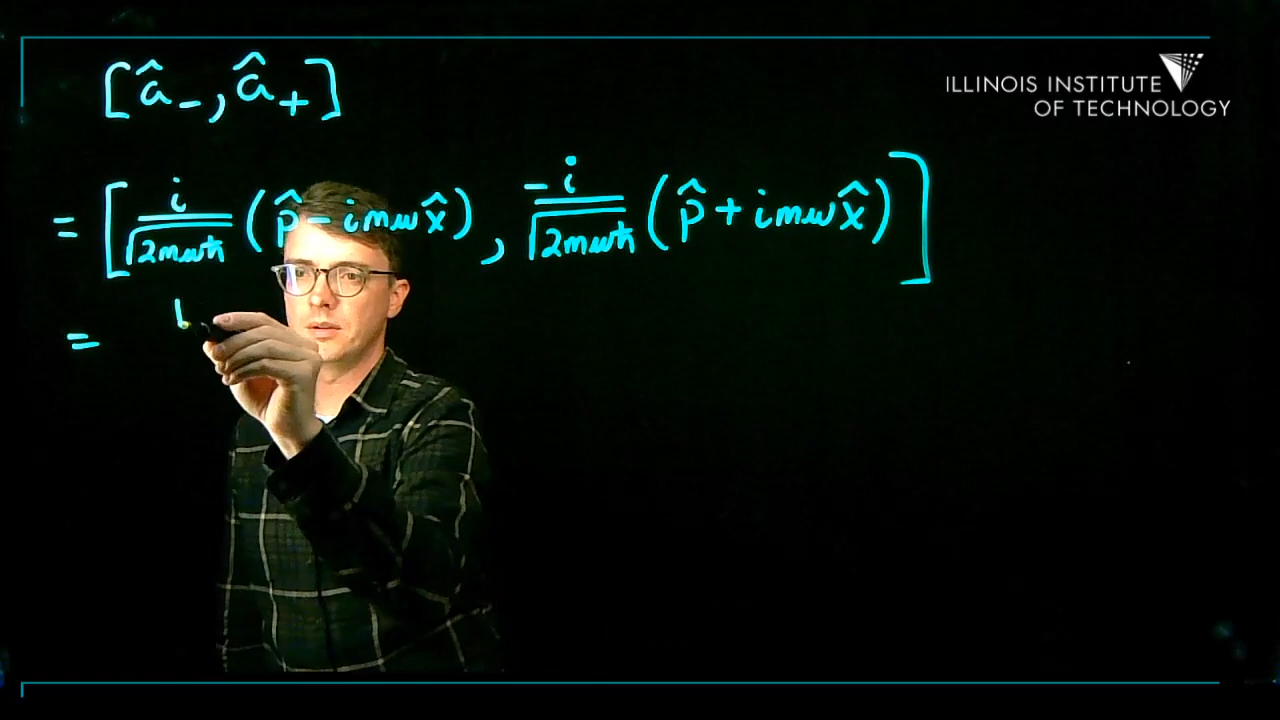 [â₋, â₊]
ILLINOIS INSTITUTE
OF TECHNOLOGY
= [i/√(2mωħ) (p̂ - imωx̂), -i/√(2mωħ) (p̂ + imωx̂)]
=